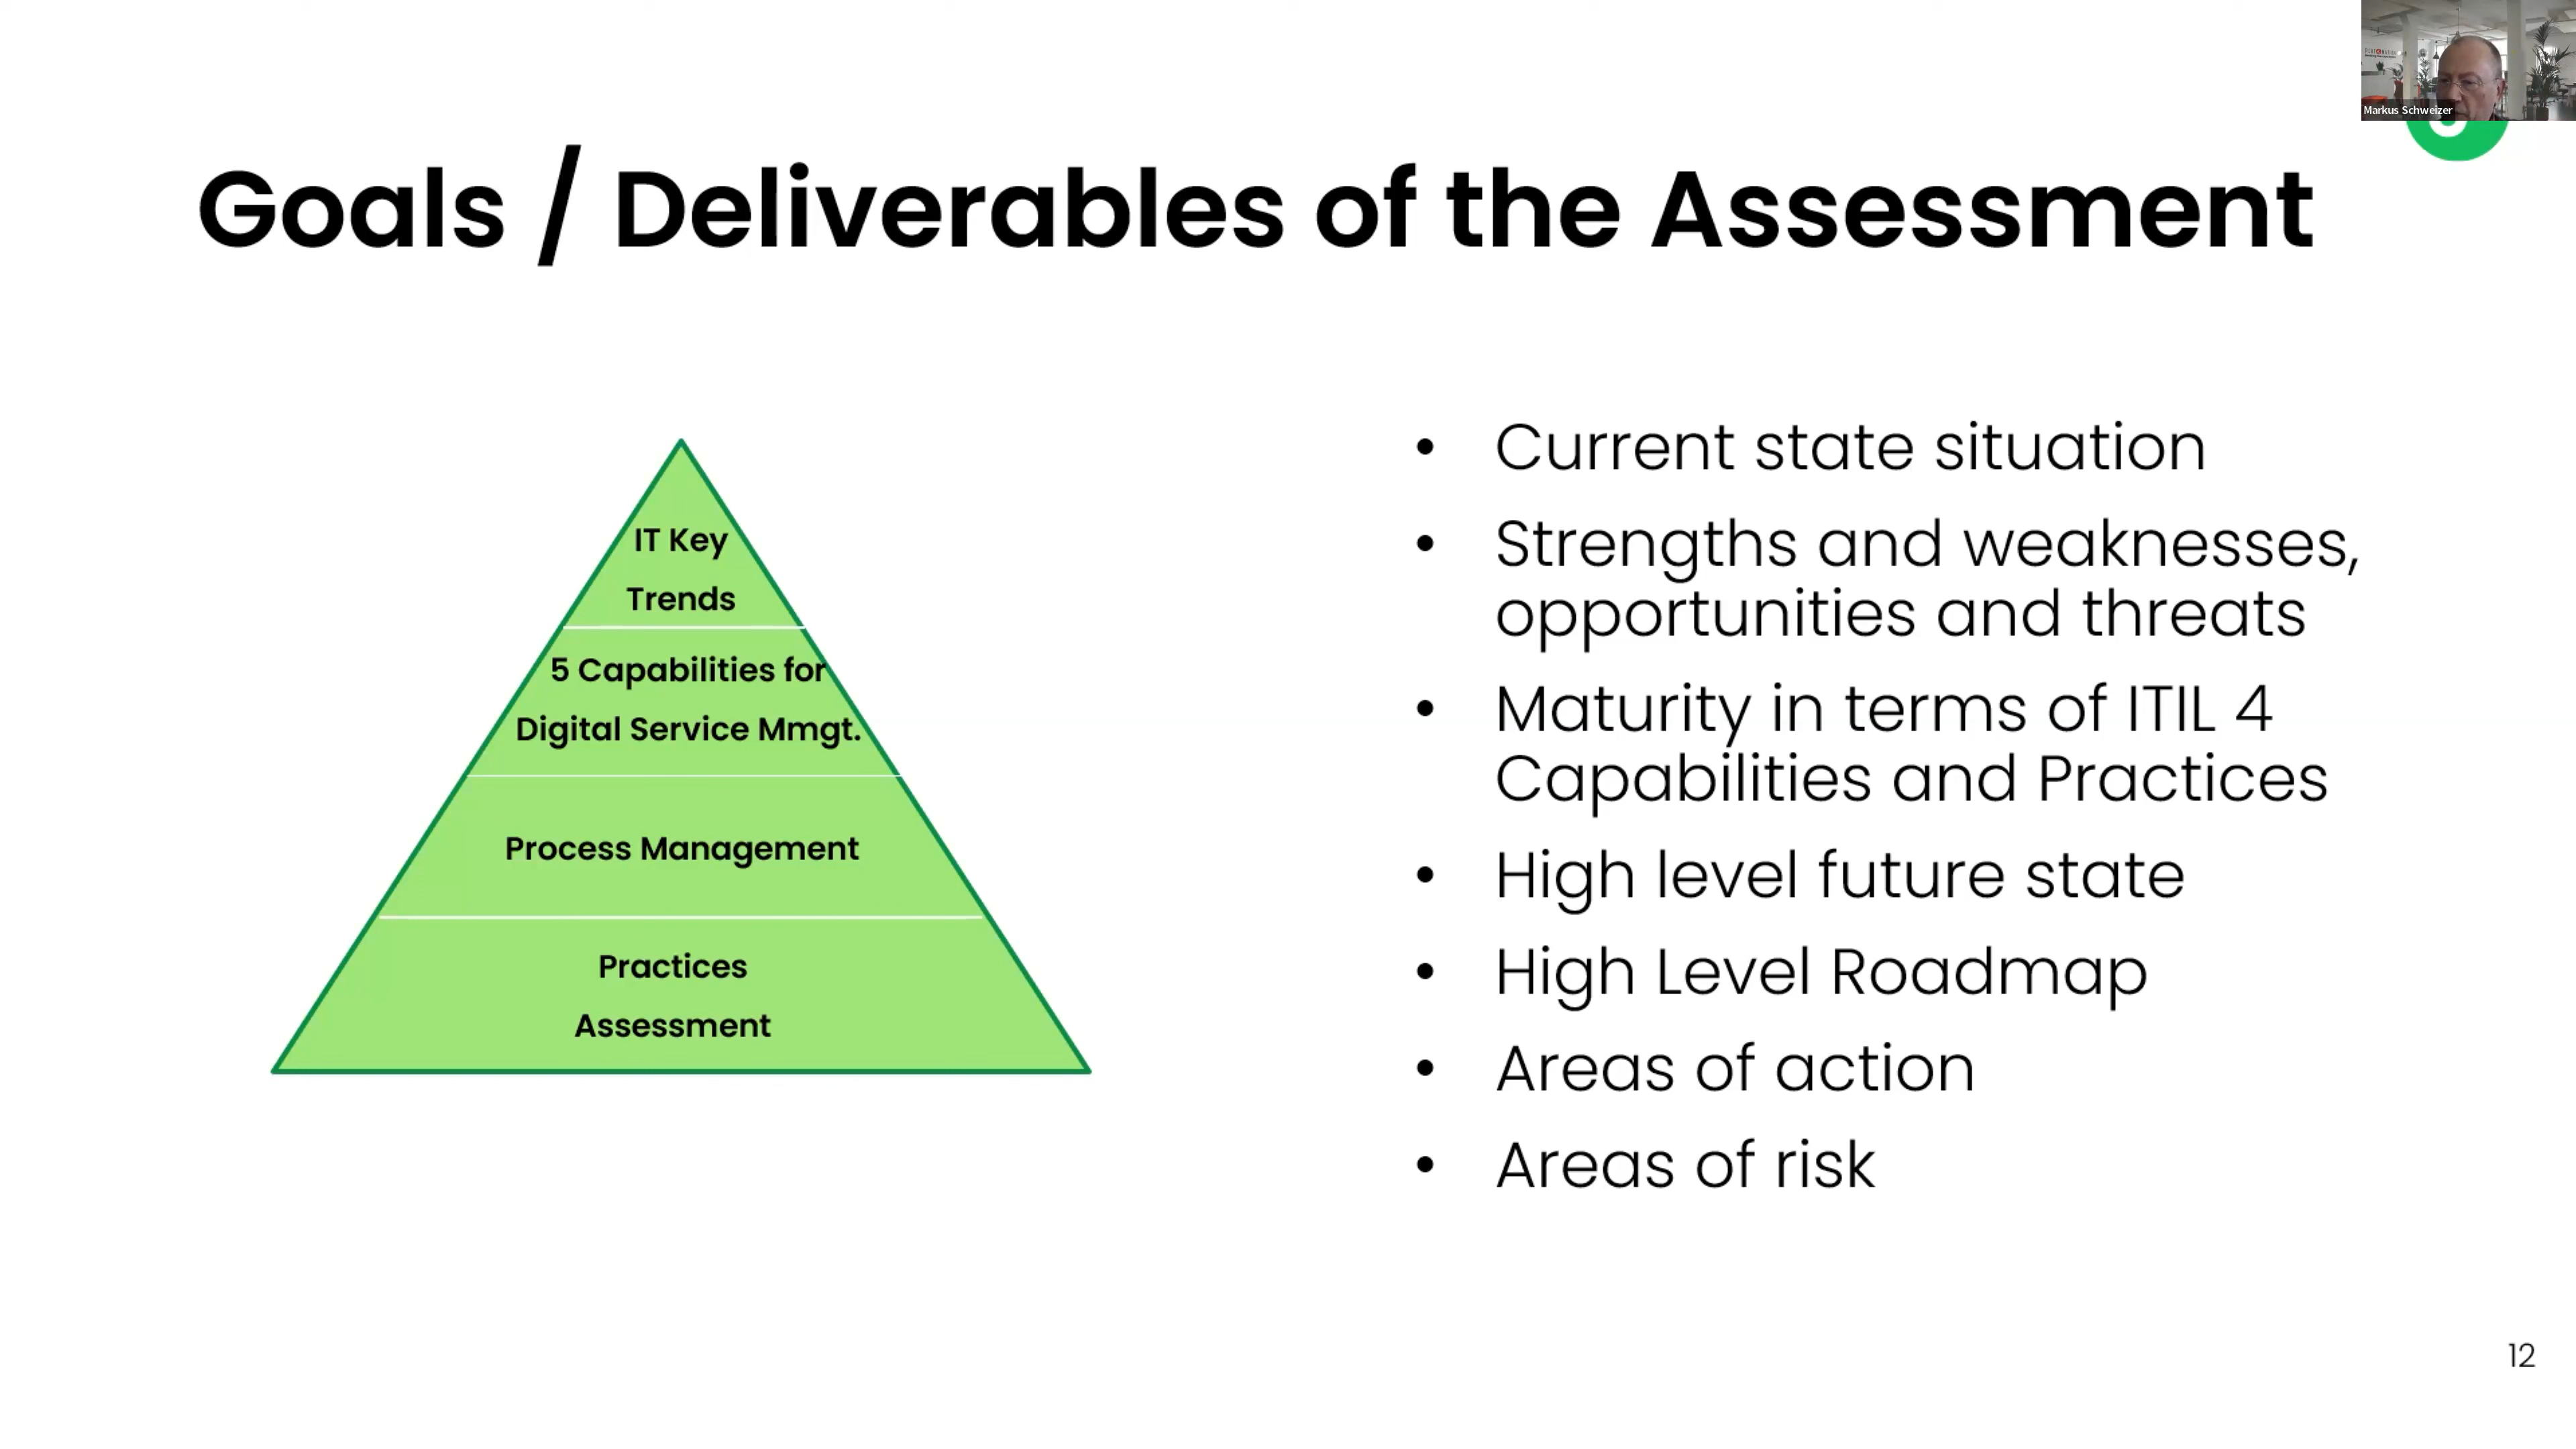 Markus Schweizer
Goals / Deliverables of the Assessment
IT Key
Trends
5 Capabilities for
Digital Service Mmgt.
Process Management
Practices
Assessment
• Current state situation
• Strengths and weaknesses,
opportunities and threats
• Maturity in terms of ITIL 4
Capabilities and Practices
• High level future state
• High Level Roadmap
• Areas of action
• Areas of risk
12